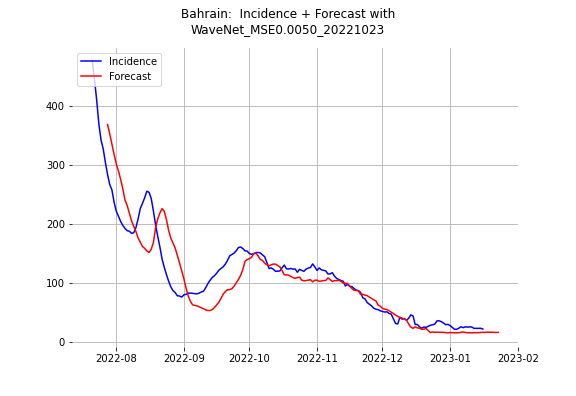 Bahrain:  Incidence + Forecast with
WaveNet_MSE0.0050_20221023
Incidence
Forecast
400
300
200
100
0
2022-08 2022-09 2022-10 2022-11 2022-12 2023-01 2023-02